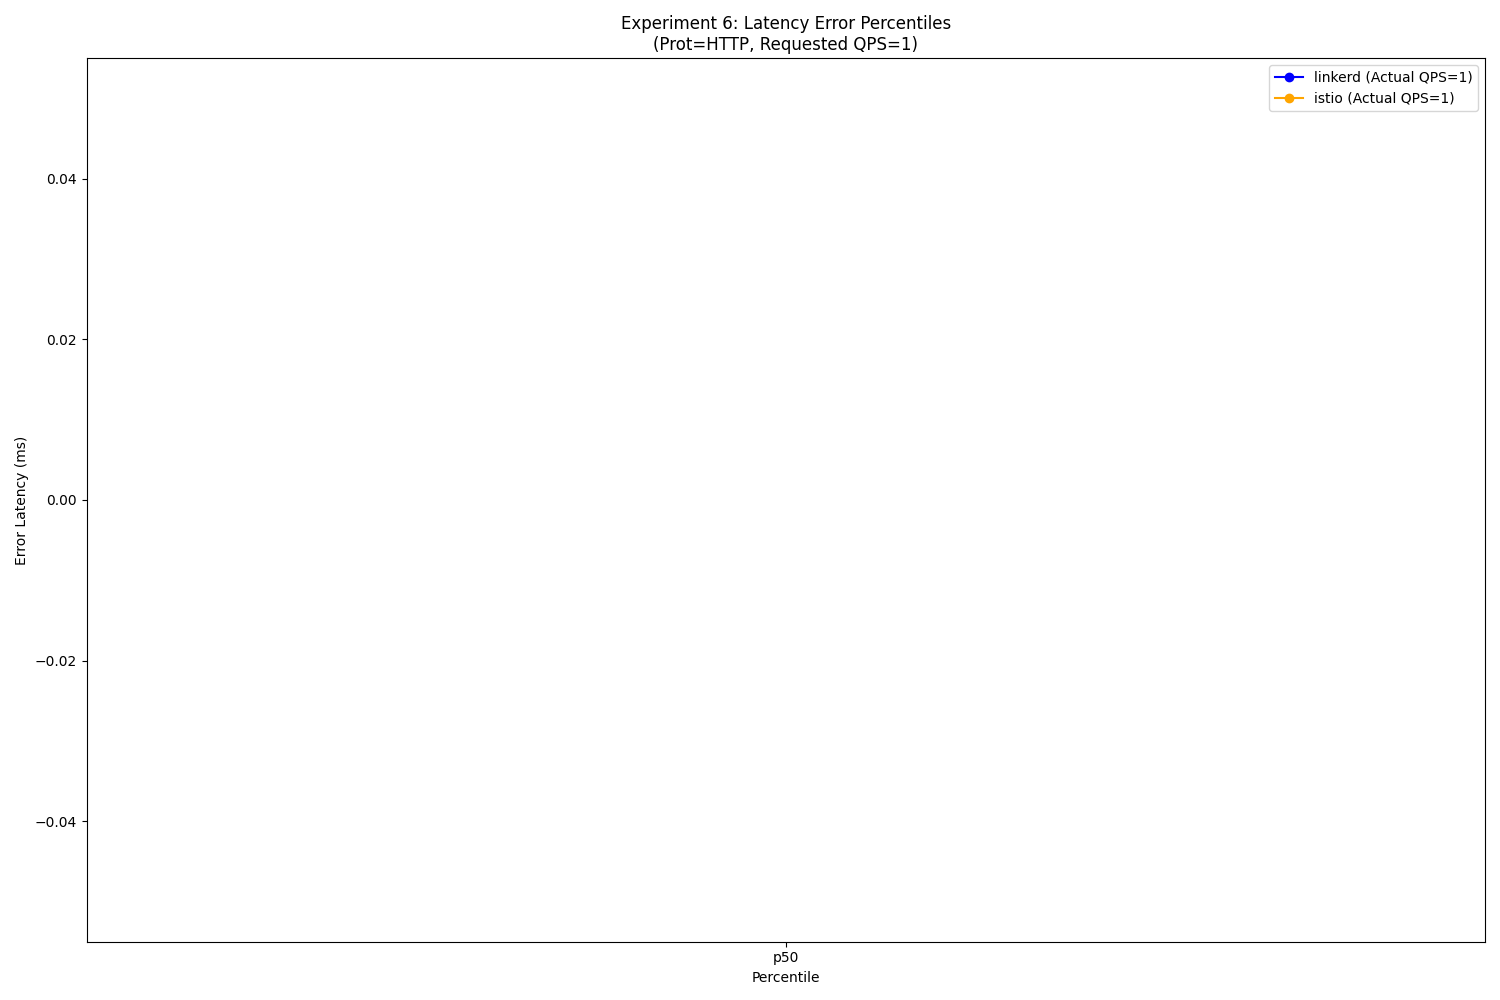 Experiment 6: Latency Error Percentiles
(Prot=HTTP, Requested QPS=1)
linkerd (Actual QPS=1)
istio (Actual QPS=1)
0.04
0.02
0.00
−0.02
−0.04
Error Latency (ms)
p50
Percentile